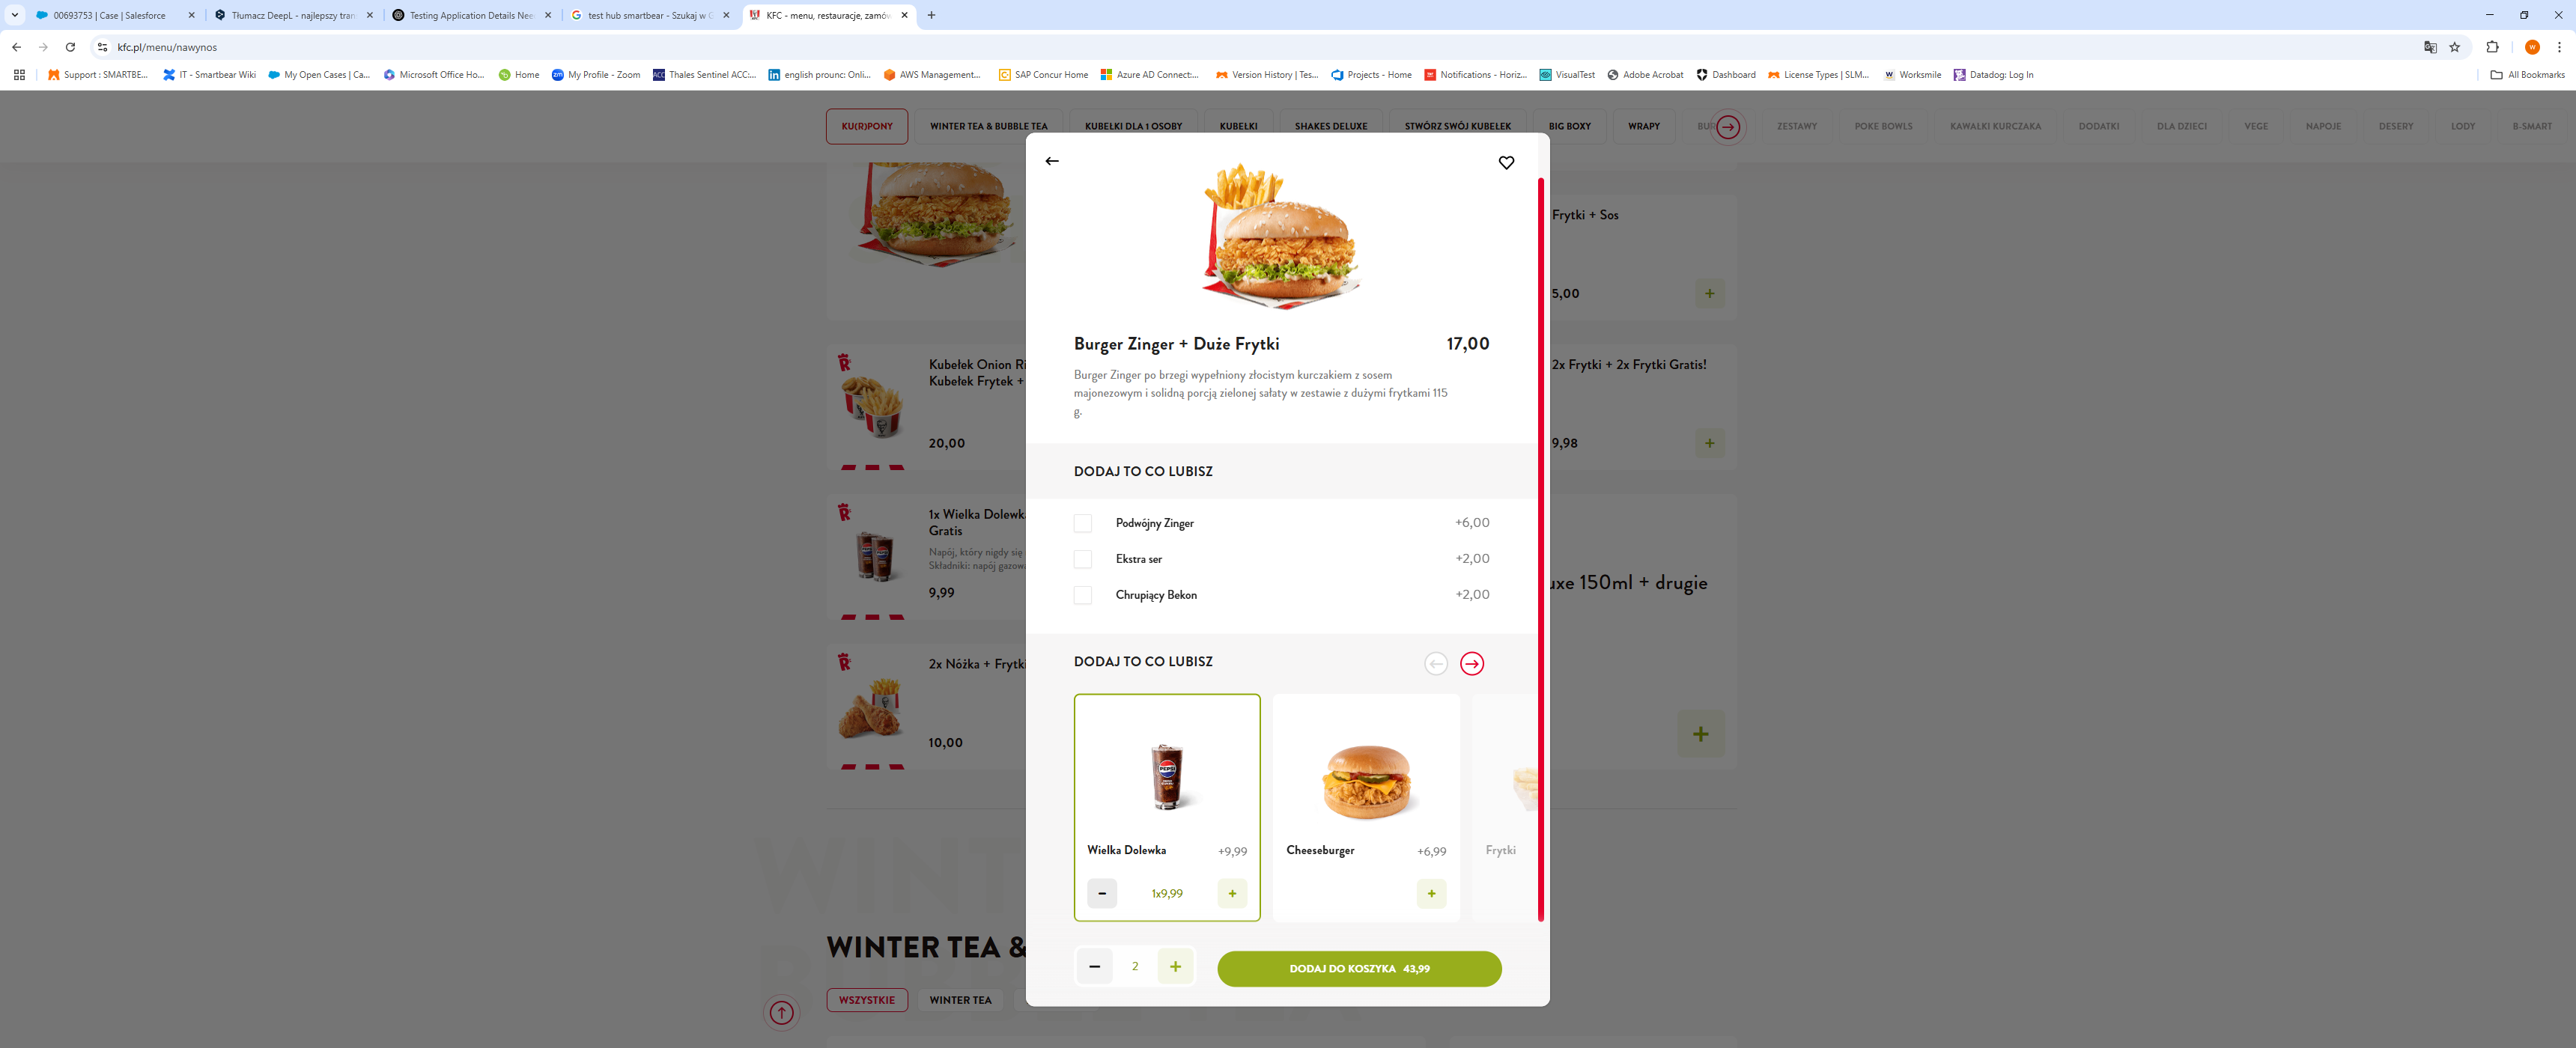 00693753 | Case | Salesforce
Tłumacz DeepL - najlepszy tran
Testing Application Details Nee
test hub smartbear - Szukaj w G
KFC - menu, restauracje, zamów
kfc.pl/menu/nawynos
Support : SMARTBE...
IT - Smartbear Wiki
My Open Cases | Ca...
Microsoft Office Ho...
Home
My Profile - Zoom
Thales Sentinel ACC:...
english prounc: Onli...
AWS Management...
SAP Concur Home
Azure AD Connect:...
Version History | Tes...
Projects - Home
Notifications - Horiz...
VisualTest
Adobe Acrobat
Dashboard
License Types | SLM...
Worksmile
Datadog: Log In
All Bookmarks
KU(R)PONY
WINTER TEA & BUBBLE TEA
KUBEŁKI DLA 1 OSOBY
KUBEŁKI
SHAKES DELUXE
STWÓRZ SWÓJ KUBEŁEK
BIG BOXY
WRAPY
BUR
ZESTAWY
POKE BOWLS
KAWAŁKI KURCZAKA
DODATKI
DLA DZIECI
VEGE
NAPOJE
DESERY
LODY
B-SMART
Frytki + Sos
5,00
Burger Zinger + Duże Frytki
17,00
Burger Zinger po brzegi wypełniony złocistym kurczakiem z sosem
majonezowym i solidną porcją zielonej sałaty w zestawie z dużymi frytkami 115
g.
Kubełek Onion Ri
Kubełek Frytek +
20,00
2x Frytki + 2x Frytki Gratis!
9,98
DODAJ TO CO LUBISZ
Podwójny Zinger
+6,00
Ekstra ser
+2,00
Chrupiący Bekon
+2,00
1x Wielka Dolewka
Gratis
Napój, który nigdy się
Składniki: napój gazowa
9,99
uxe 150ml + drugie
DODAJ TO CO LUBISZ
2x Nóżka + Frytki
10,00
PEPSI
Wielka Dolewka
+9,99
1x9,99
Cheeseburger
+6,99
Frytki
2
DODAJ DO KOSZYKA 43,99
WINT
WINTER TEA &
WSZYSTKIE
WINTER TEA